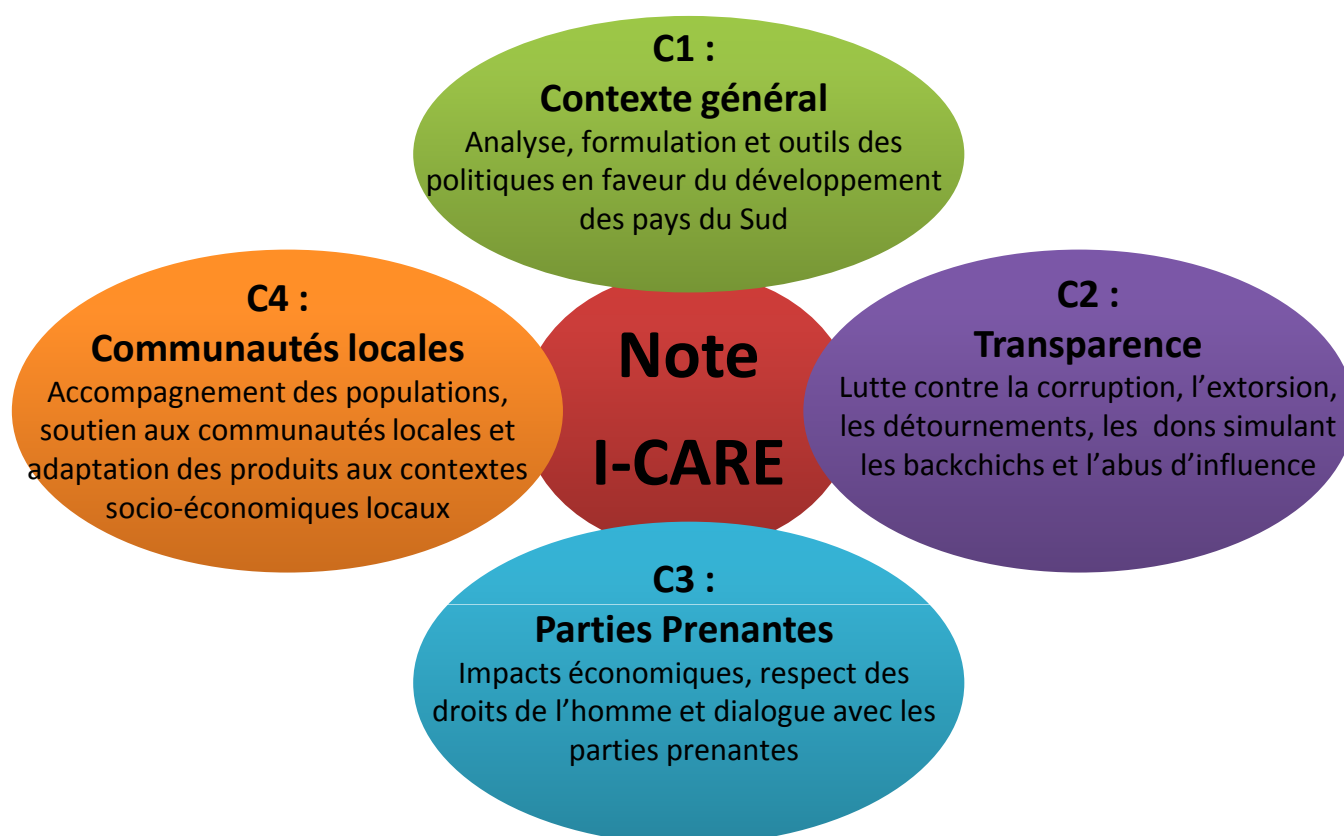 C1 :
Contexte général
Analyse, formulation et outils des
politiques en faveur du développement
des pays du Sud
C4 :
Communautés locales
Accompagnement des populations,
soutien aux communautés locales et
adaptation des produits aux contextes
socio-économiques locaux
Note
I-CARE
C2 :
Transparence
Lutte contre la corruption, l’extorsion,
les détournements, les  dons simulant
les backchichs et l’abus d’influence
C3 :
Parties Prenantes
Impacts économiques, respect des
droits de l’homme et dialogue avec les
parties prenantes